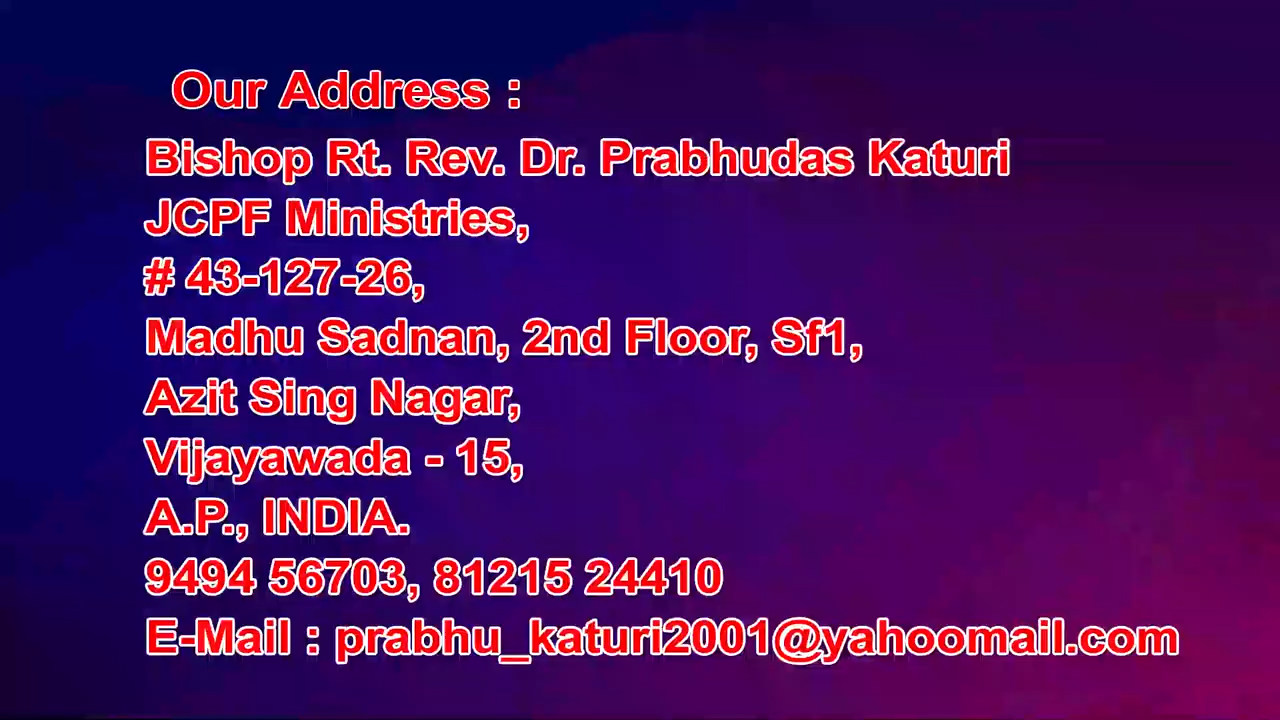 Our Address :
Bishop Rt. Rev. Dr. Prabhudas Katuri
JCPF Ministries,
# 43-127-26,
Madhu Sadnan, 2nd Floor, Sf1,
Azit Sing Nagar,
Vijayawada - 15,
A.P., INDIA.
9494 56703, 81215 24410
E-Mail : prabhu_katuri2001@yahoomail.com